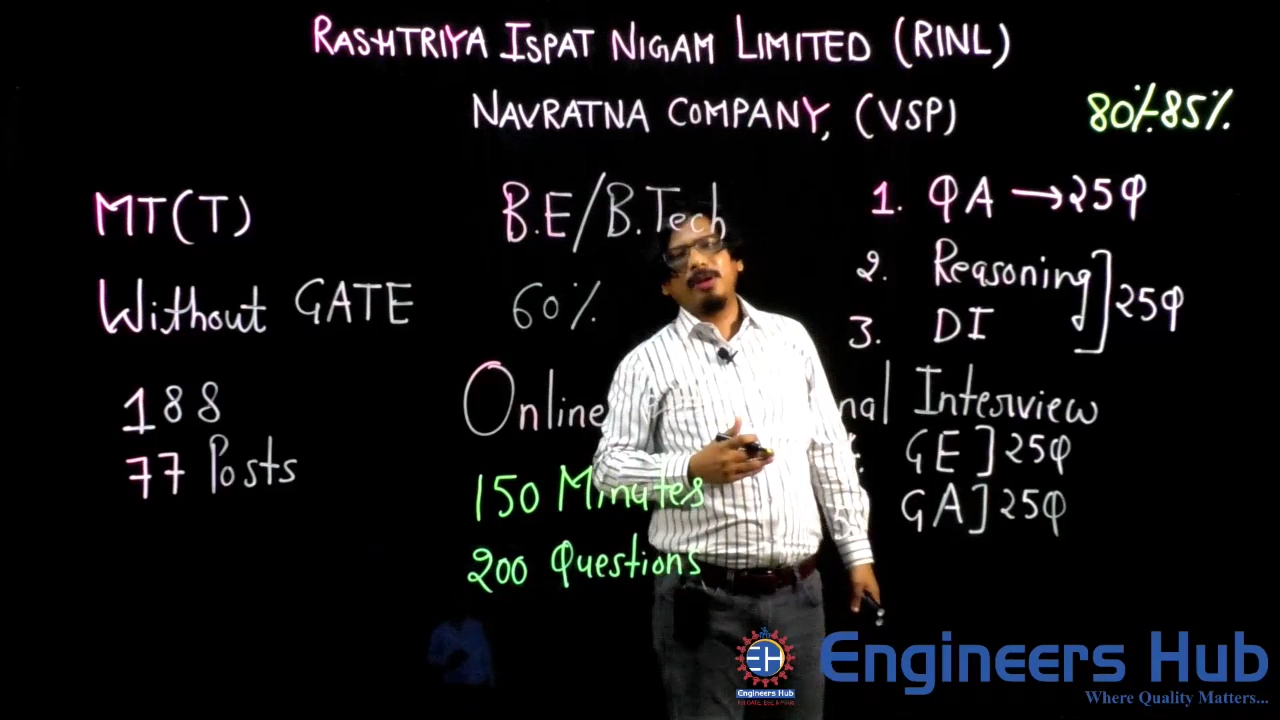 RASHTRIYA ISPAT NIGAM LIMITED (RINL)
NAVRATNA COMPANY, (VSP)
80%-85%
MT(T)
Without GATE
188
77 Posts
B.E/B.Tech
60%
Online
150 Minutes
200 Questions
1. QA → 25Q
2. Reasoning
3. DI
] 25Q
Interview
GE ] 25Q
5. GA ] 25Q
EH
Engineers Hub
Engineers Hub
Where Quality Matters...